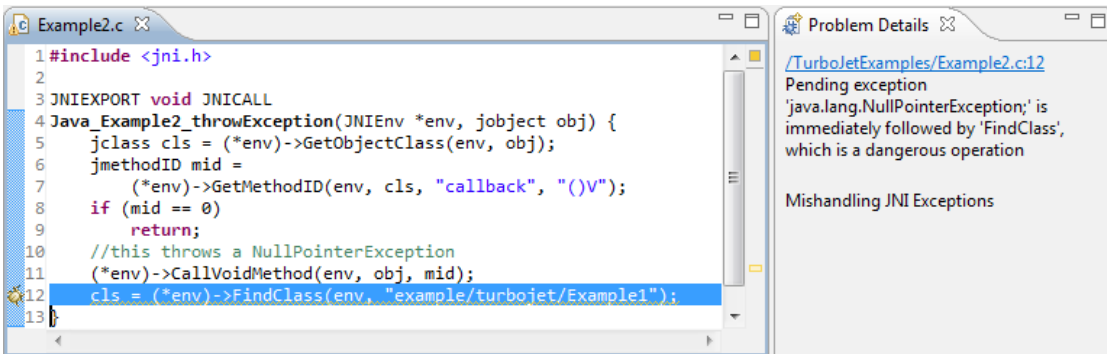 Example2.c
1 #include <jni.h>
2
3 JNIEXPORT void JNICALL
4 Java_Example2_throwException(JNIEnv *env, jobject obj) {
5     jclass cls = (*env)->GetObjectClass(env, obj);
6     jmethodID mid =
7         (*env)->GetMethodID(env, cls, "callback", "()V");
8     if (mid == 0)
9         return;
10     //this throws a NullPointerException
11     (*env)->CallVoidMethod(env, obj, mid);
12     cls = (*env)->FindClass(env, "example/turbojet/Example1");
13 }
Problem Details
/TurboJetExamples/Example2.c:12
Pending exception
'java.lang.NullPointerException;' is
immediately followed by 'FindClass',
which is a dangerous operation
Mishandling JNI Exceptions